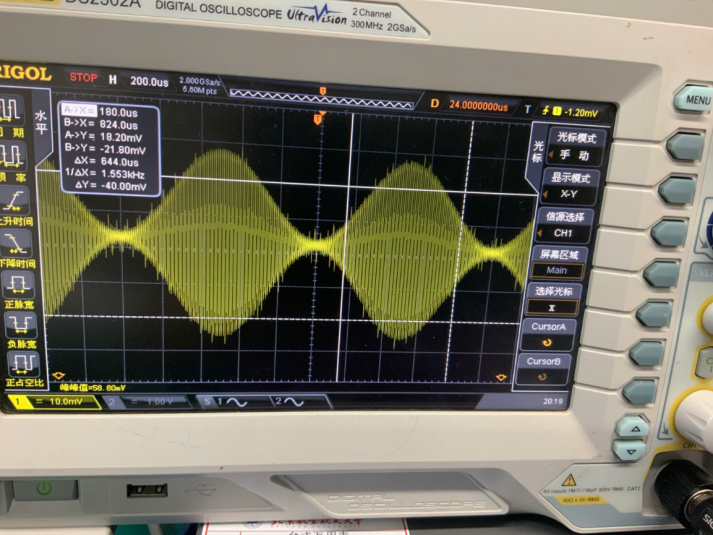 DIGITAL OSCILLOSCOPE UltraVision 2 Channel
300MHz 2GSa/s
RIGOL STOP H 200.0us 2.000GSa/s
6.60M pts
D 24.0000000us T 1 -1.20mV
MENU
水平
A->X= 180.0us
B->X= 824.0us
A->Y= 18.20mV
B->Y= -21.80mV
ΔX= 644.0us
1/ΔX= 1.553kHz
ΔY= -40.00mV
期
频率
上升时间
下降时间
正脉宽
负脉宽
正占空比
光标
光标模式
手动
显示模式
X-Y
信源选择
CH1
屏幕区域
Main
选择光标
X
CursorA
CursorB
峰峰值=58.80mV
1 10.0mV 2 1.00 V S 1 2
20:19
CH1